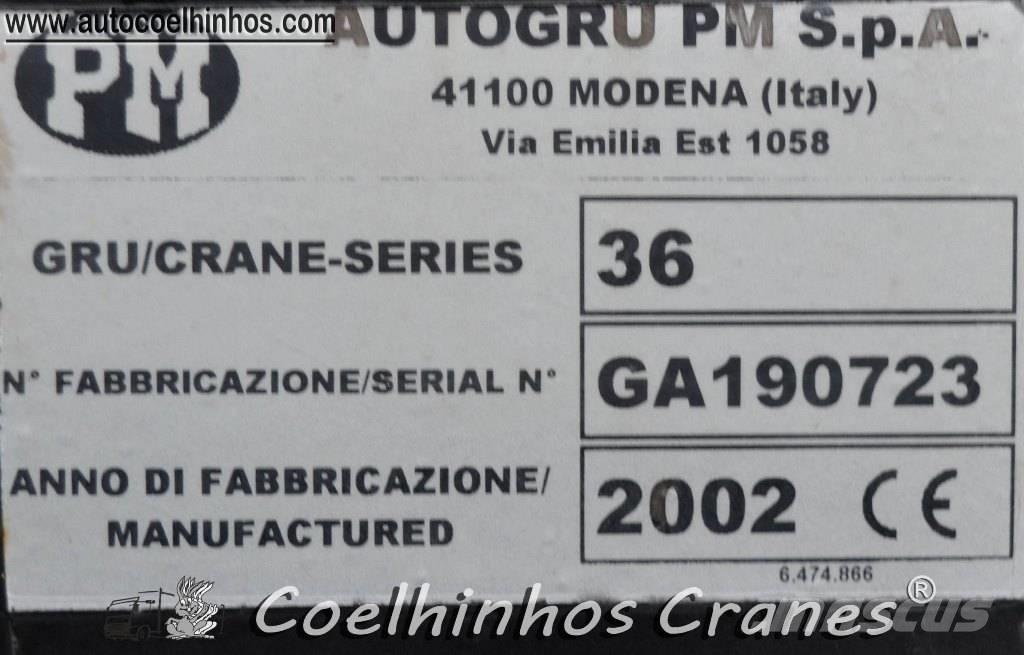 www.autocoelhinhos.com
PM
AUTOGRU PM S.p.A.
41100 MODENA (Italy)
Via Emilia Est 1058
GRU/CRANE-SERIES 36
N° FABBRICAZIONE/SERIAL N° GA190723
ANNO DI FABBRICAZIONE/
MANUFACTURED 2002 CE
6.474.866
Coelhinhos Cranes ®